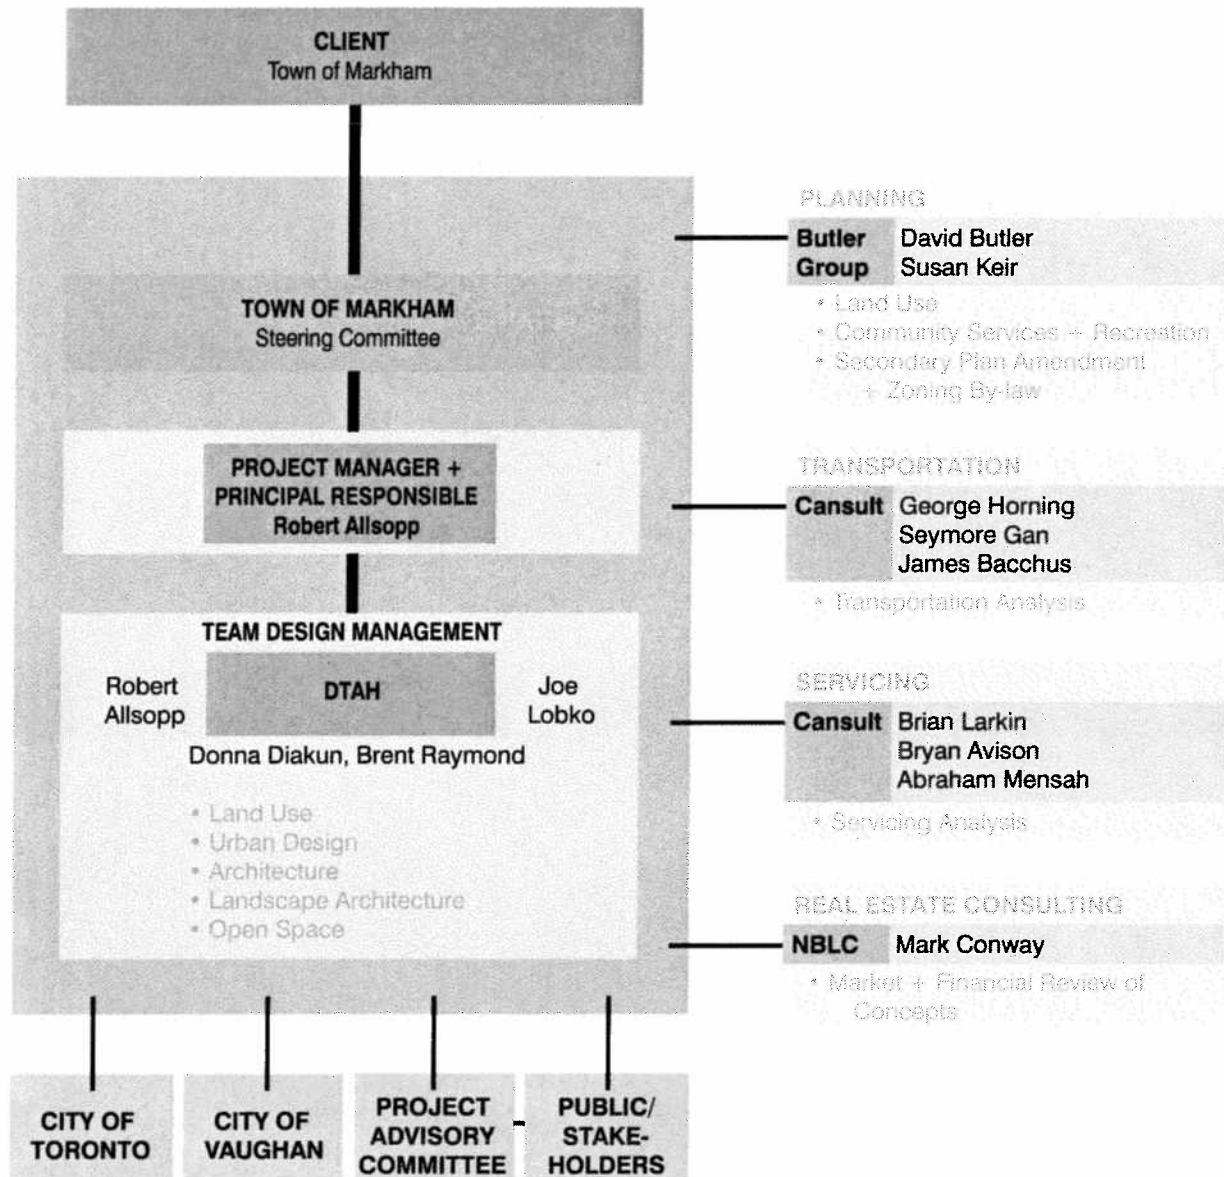 CLIENT
Town of Markham
TOWN OF MARKHAM
Steering Committee
PROJECT MANAGER +
PRINCIPAL RESPONSIBLE
Robert Allsopp
TEAM DESIGN MANAGEMENT
Robert
Allsopp
DTAH
Joe
Lobko
Donna Diakun, Brent Raymond
• Land Use
• Urban Design
• Architecture
• Landscape Architecture
• Open Space
PLANNING
Butler David Butler
Group Susan Keir
• Land Use
• Community Services + Recreation
• Secondary Plan Amendment
+ Zoning By-law
TRANSPORTATION
Cansult George Horning
Seymore Gan
James Bacchus
• Transportation Analysis
SERVICING
Cansult Brian Larkin
Bryan Avison
Abraham Mensah
• Servicing Analysis
REAL ESTATE CONSULTING
NBLC Mark Conway
• Market + Financial Review of
Concepts
CITY OF
TORONTO
CITY OF
VAUGHAN
PROJECT
ADVISORY
COMMITTEE
PUBLIC/
STAKE-
HOLDERS